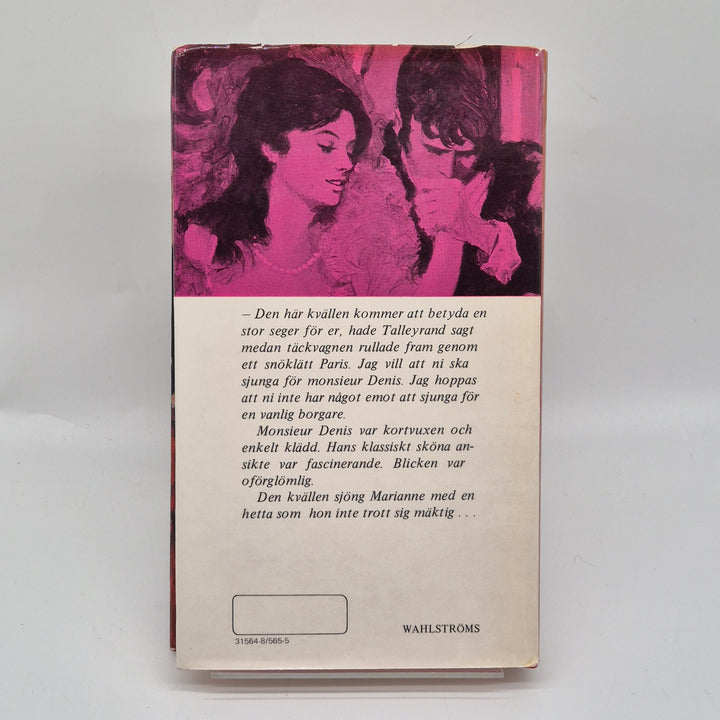 – Den här kvällen kommer att betyda en
stor seger för er, hade Talleyrand sagt
medan täckvagnen rullade fram genom
ett snöklätt Paris. Jag vill att ni ska
sjunga för monsieur Denis. Jag hoppas
att ni inte har något emot att sjunga för
en vanlig borgare.
Monsieur Denis var kortvuxen och
enkelt klädd. Hans klassiskt sköna an-
sikte var fascinerande. Blicken var
oförglömlig.
Den kvällen sjöng Marianne med en
hetta som hon inte trott sig mäktig . . .
31564-8/565-5
WAHLSTRÖMS